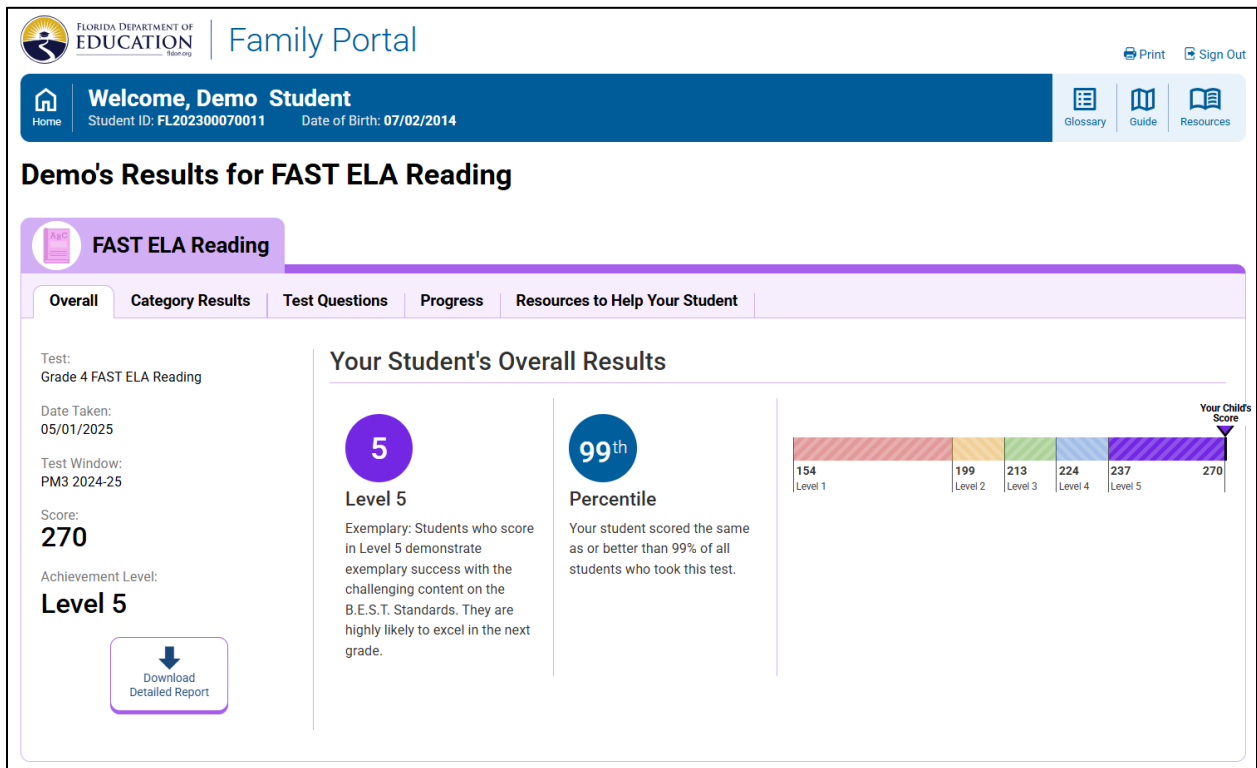 FLORIDA DEPARTMENT OF
EDUCATION
fldoe.org
Family Portal
Print
Sign Out
Home
Welcome, Demo Student
Student ID: FL202300070011 Date of Birth: 07/02/2014
Glossary
Guide
Resources
Demo's Results for FAST ELA Reading
FAST ELA Reading
Overall
Category Results
Test Questions
Progress
Resources to Help Your Student
Test:
Grade 4 FAST ELA Reading
Date Taken:
05/01/2025
Test Window:
PM3 2024-25
Score:
270
Achievement Level:
Level 5
Download
Detailed Report
Your Student's Overall Results
5
Level 5
Exemplary: Students who score
in Level 5 demonstrate
exemplary success with the
challenging content on the
B.E.S.T. Standards. They are
highly likely to excel in the next
grade.
99th
Percentile
Your student scored the same
as or better than 99% of all
students who took this test.
Your Child's
Score
154 199 213 224 237 270
Level 1 Level 2 Level 3 Level 4 Level 5